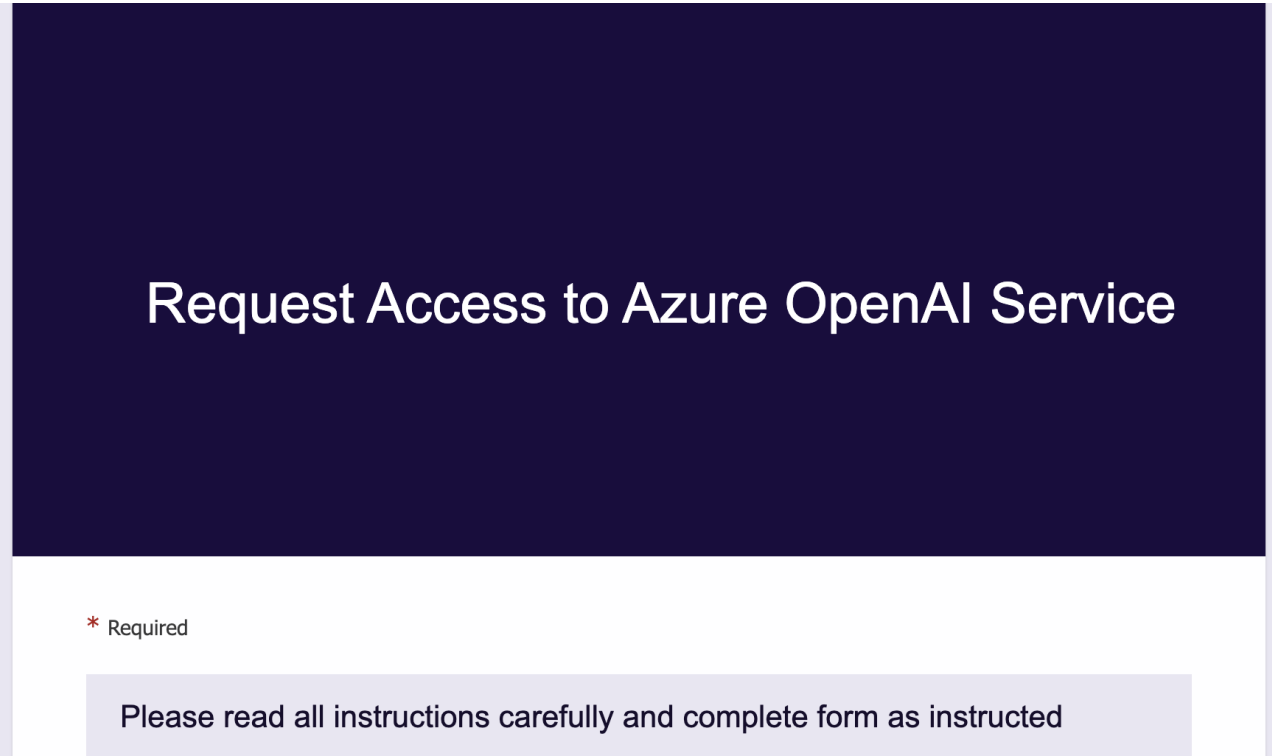 Request Access to Azure OpenAI Service
* Required
Please read all instructions carefully and complete form as instructed